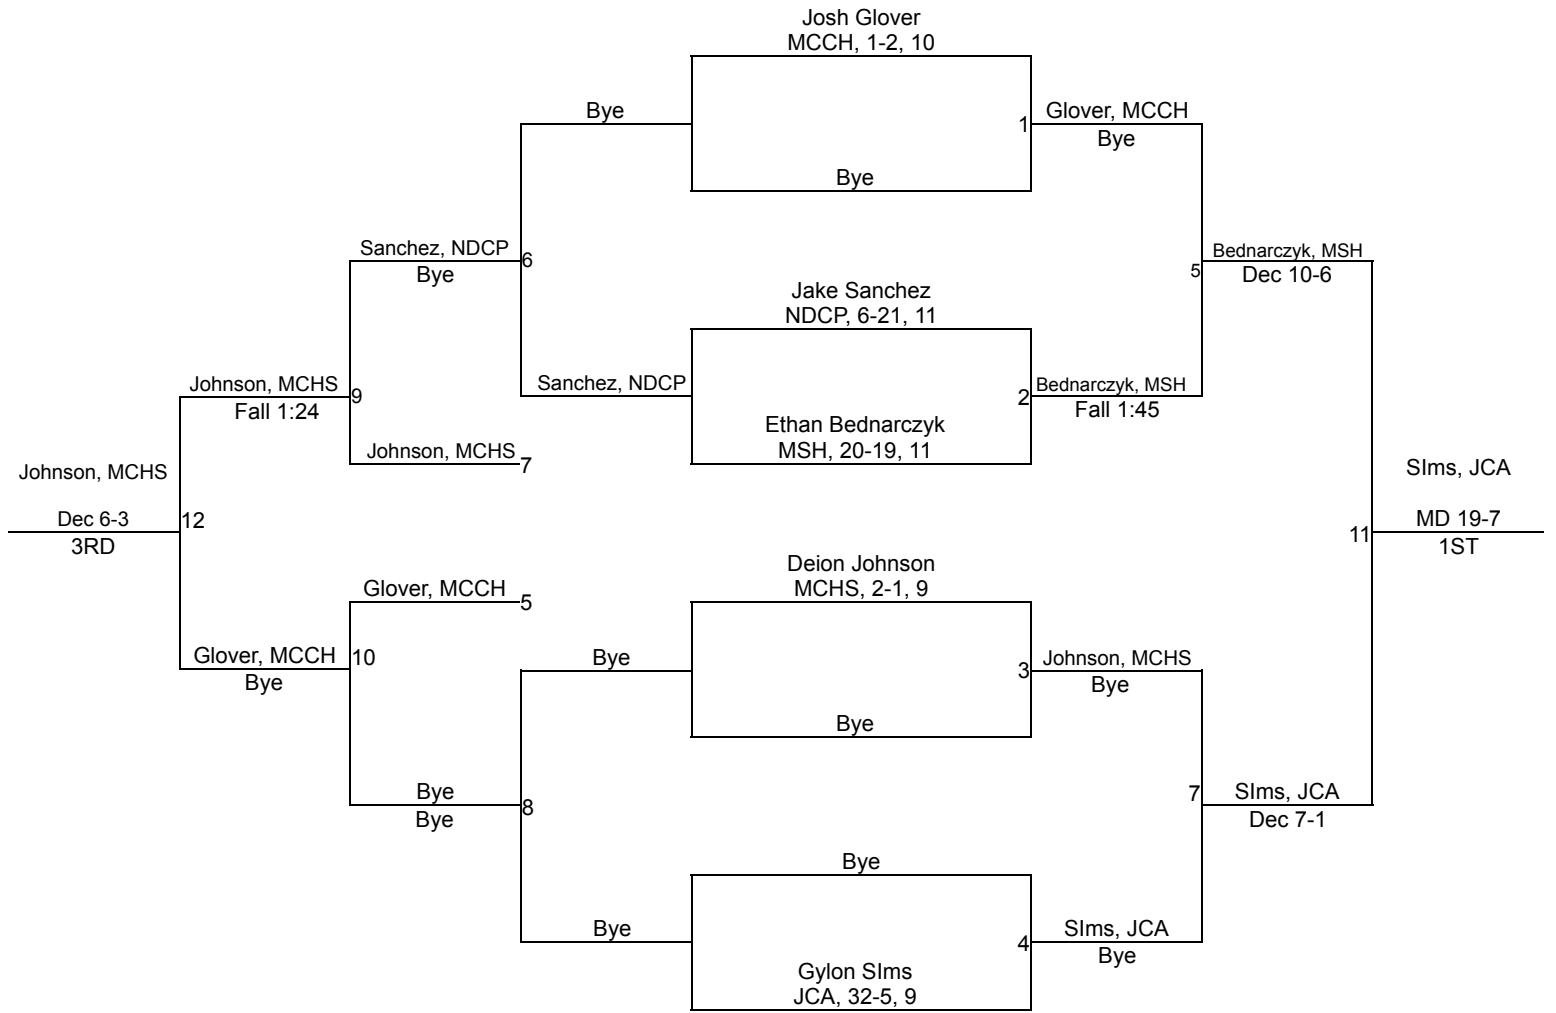 Josh Glover
MCCH, 1-2, 10
Bye
1
Glover, MCCH
Bye
Bye
Sanchez, NDCP
6
Bye
5
Bednarczyk, MSH
Dec 10-6
Jake Sanchez
NDCP, 6-21, 11
Johnson, MCHS
9
Fall 1:24
Sanchez, NDCP
2
Bednarczyk, MSH
Fall 1:45
Ethan Bednarczyk
MSH, 20-19, 11
Johnson, MCHS
7
Johnson, MCHS
SIms, JCA
Dec 6-3
12
3RD
11
MD 19-7
1ST
Deion Johnson
MCHS, 2-1, 9
Glover, MCCH
5
Glover, MCCH
10
Bye
Bye
3
Johnson, MCHS
Bye
Bye
Bye
8
Bye
7
SIms, JCA
Dec 7-1
Bye
Bye
4
SIms, JCA
Bye
Gylon SIms
JCA, 32-5, 9